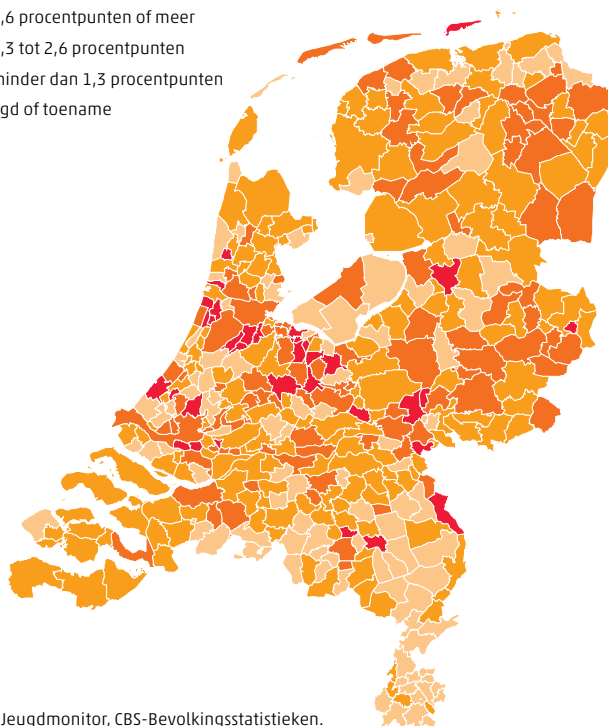 ,6 procentpunten of meer
,3 tot 2,6 procentpunten
minder dan 1,3 procentpunten
gd of toename
Jeugdmonitor, CBS-Bevolkingsstatistieken.